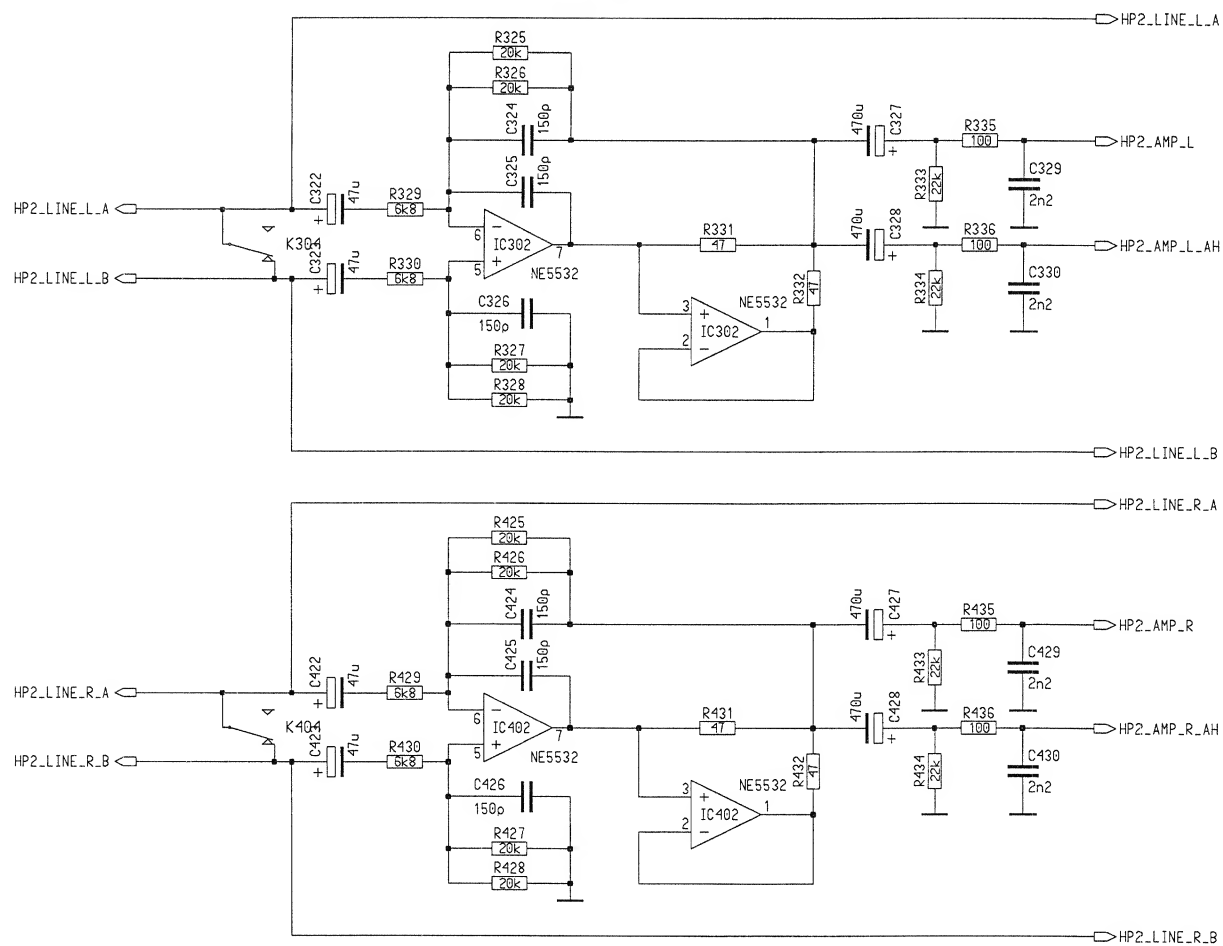 HP2_LINE_L_A
R325
20k
R326
20k
C324
150p
C325
150p
470u
C327
R335
100
HP2_AMP_L
R333
22k
C329
2n2
HP2_LINE_L_A
C322
47u
R329
6k8
6
5
7
IC302
NE5532
R331
47
470u
C328
R336
100
HP2_AMP_L_AH
K304
HP2_LINE_L_B
47u
R330
6k8
C326
150p
R332
47
R334
22k
C330
2n2
3
2
1
IC302
NE5532
R327
20k
R328
20k
HP2_LINE_L_B
HP2_LINE_R_A
R425
20k
R426
20k
C424
150p
C425
150p
470u
C427
R435
100
HP2_AMP_R
R433
22k
C429
2n2
HP2_LINE_R_A
C422
47u
R429
6k8
6
5
7
IC402
NE5532
R431
47
470u
C428
R436
100
HP2_AMP_R_AH
K404
HP2_LINE_R_B
47u
R430
6k8
C426
150p
R432
47
R434
22k
C430
2n2
3
2
1
IC402
NE5532
R427
20k
R428
20k
HP2_LINE_R_B